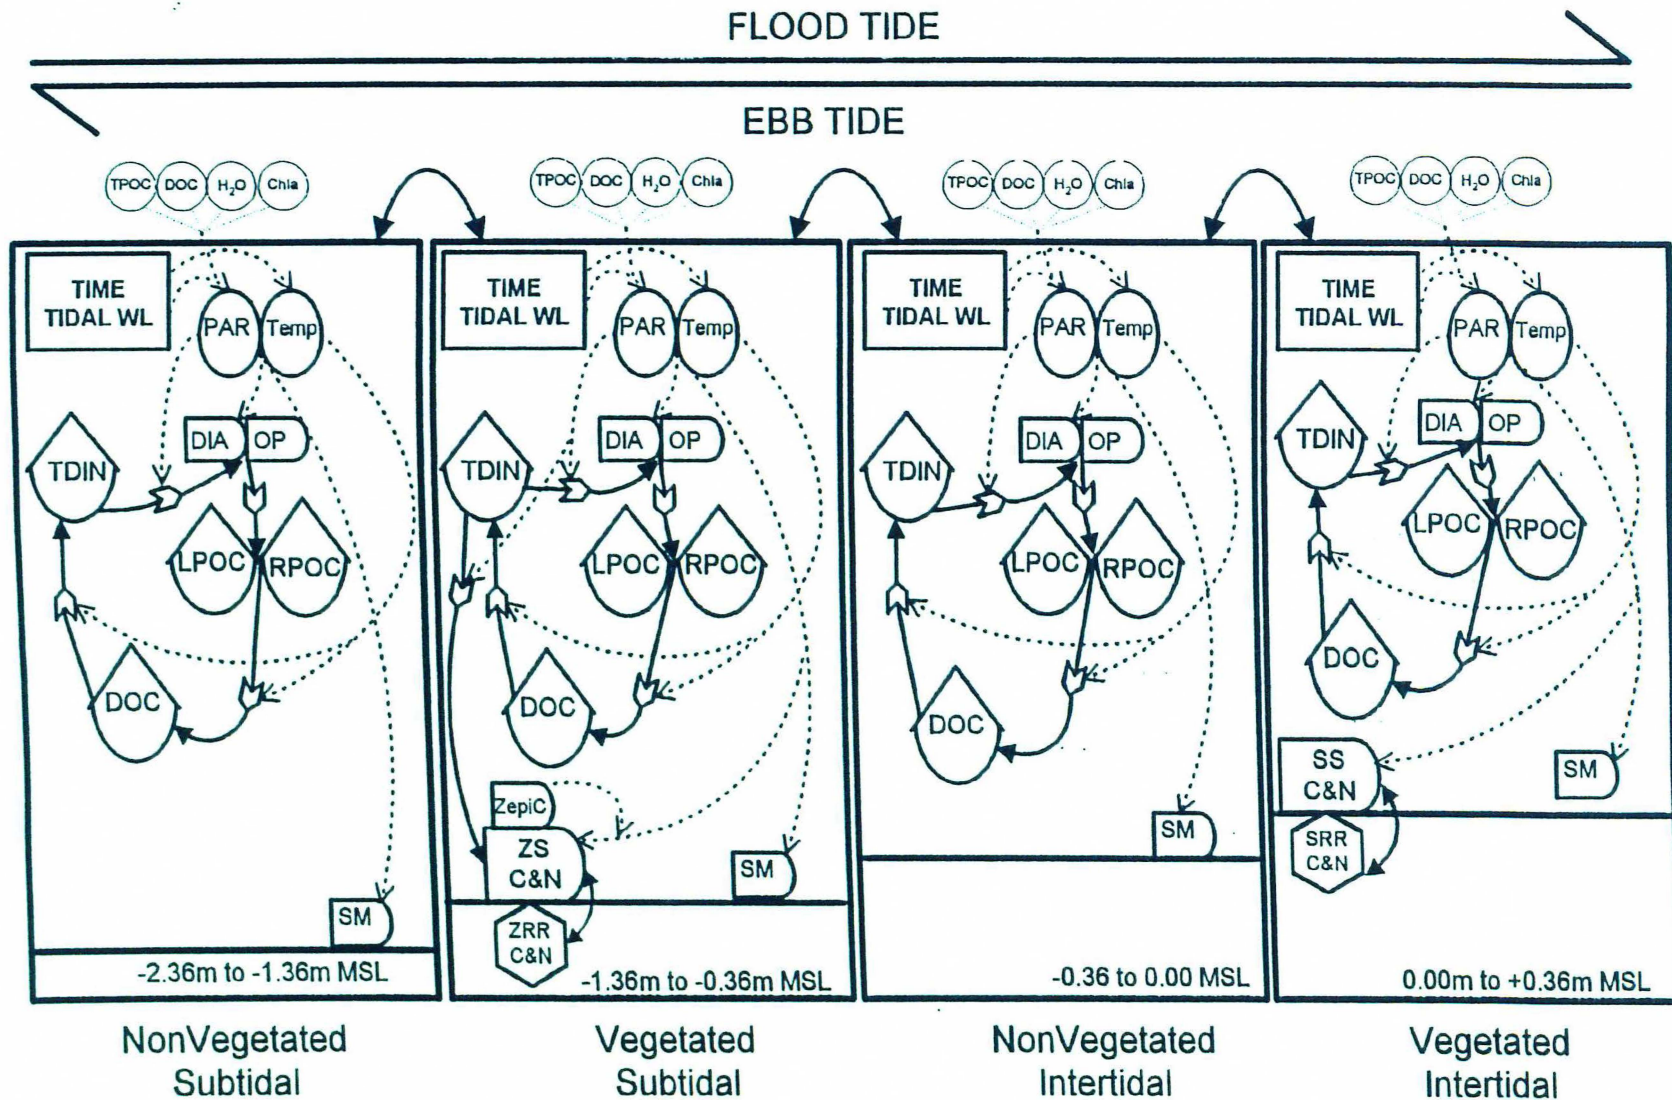 FLOOD TIDE
EBB TIDE
TPOC DOC H₂O Chla
TPOC DOC H₂O Chla
TPOC DOC H₂O Chla
TPOC DOC H₂O Chla
TIME
TIDAL WL
PAR Temp
DIA OP
TDIN
LPOC RPOC
DOC
SM
-2.36m to -1.36m MSL
NonVegetated
Subtidal
TIME
TIDAL WL
PAR Temp
DIA OP
TDIN
LPOC RPOC
DOC
ZepiC
ZS
C&N
SM
ZRR
C&N
-1.36m to -0.36m MSL
Vegetated
Subtidal
TIME
TIDAL WL
PAR Temp
DIA OP
TDIN
LPOC RPOC
DOC
SM
-0.36 to 0.00 MSL
NonVegetated
Intertidal
TIME
TIDAL WL
PAR Temp
DIA OP
TDIN
LPOC RPOC
DOC
SS
C&N
SM
SRR
C&N
0.00m to +0.36m MSL
Vegetated
Intertidal